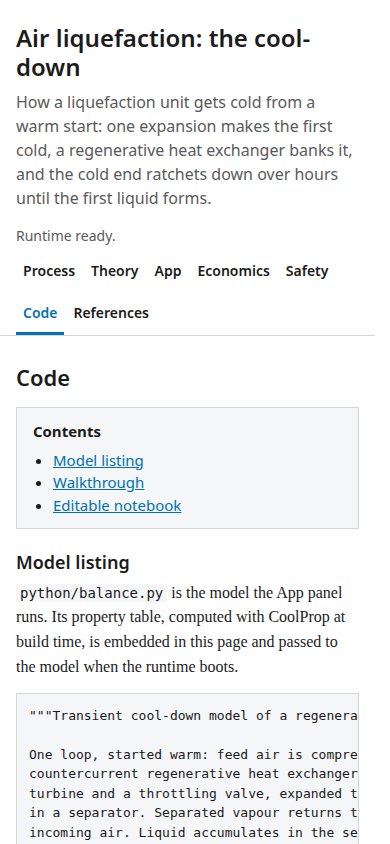 Air liquefaction: the cool-
down
How a liquefaction unit gets cold from a
warm start: one expansion makes the first
cold, a regenerative heat exchanger banks it,
and the cold end ratchets down over hours
until the first liquid forms.
Runtime ready.
Process Theory App Economics Safety
Code References
Code
Contents
Model listing
Walkthrough
Editable notebook
Model listing
python/balance.py is the model the App panel
runs. Its property table, computed with CoolProp at
build time, is embedded in this page and passed to
the model when the runtime boots.
"""Transient cool-down model of a regenera
One loop, started warm: feed air is compre
countercurrent regenerative heat exchanger
turbine and a throttling valve, expanded t
in a separator. Separated vapour returns t
incoming air. Liquid accumulates in the se